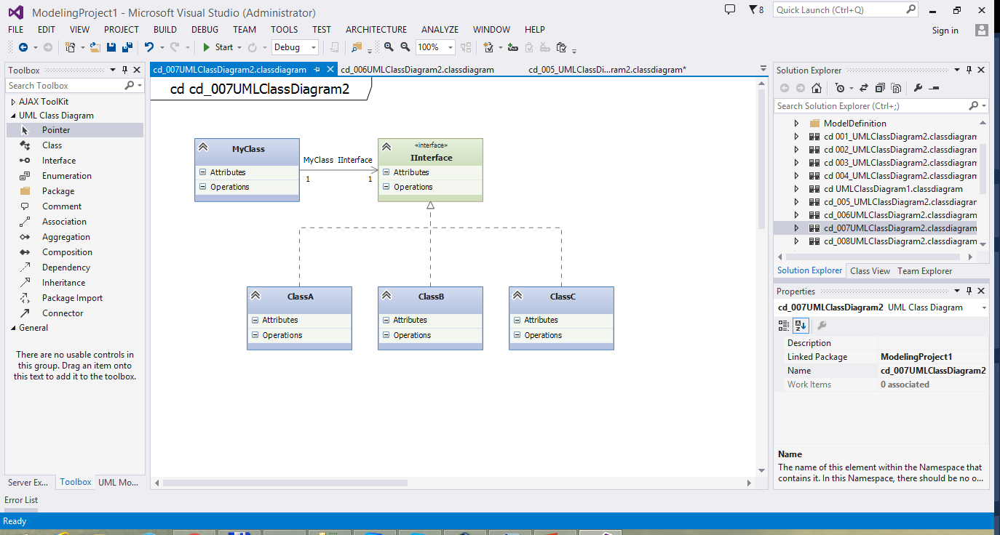 ModelingProject1 - Microsoft Visual Studio (Administrator)
8
Quick Launch (Ctrl+Q)
FILE EDIT VIEW PROJECT BUILD DEBUG TEAM TOOLS TEST ARCHITECTURE ANALYZE WINDOW HELP
Sign in
Start Debug 100%
Toolbox
Search Toolbox
AJAX ToolKit
UML Class Diagram
Pointer
Class
Interface
Enumeration
Package
Comment
Association
Aggregation
Composition
Dependency
Inheritance
Package Import
Connector
General
There are no usable controls in
this group. Drag an item onto
this text to add it to the toolbox.
Server Ex... Toolbox UML Mo...
cd_007UMLClassDiagram2.classdiagram cd_006UMLClassDiagram2.classdiagram cd_005_UMLClassDi...ram2.classdiagram*
cd cd_007UMLClassDiagram2
MyClass
Attributes
Operations
MyClass IInterface
1 1
«interface»
IInterface
Attributes
Operations
ClassA
Attributes
Operations
ClassB
Attributes
Operations
ClassC
Attributes
Operations
Solution Explorer
Search Solution Explorer (Ctrl+;)
ModelDefinition
cd 001_UMLClassDiagram2.classdiagram
cd 002_UMLClassDiagram2.classdiagram
cd 003_UMLClassDiagram2.classdiagram
cd 004_UMLClassDiagram2.classdiagram
cd UMLClassDiagram1.classdiagram
cd_005_UMLClassDiagram2.classdiagram
cd_006UMLClassDiagram2.classdiagram
cd_007UMLClassDiagram2.classdiagram
cd_008UMLClassDiagram2.classdiagram
Solution Explorer Class View Team Explorer
Properties
cd_007UMLClassDiagram2 UML Class Diagram
Description
Linked Package ModelingProject1
Name cd_007UMLClassDiagram2
Work Items 0 associated
Name
The name of this element within the Namespace that
contains it. In this Namespace, there should be no o...
Error List
Ready